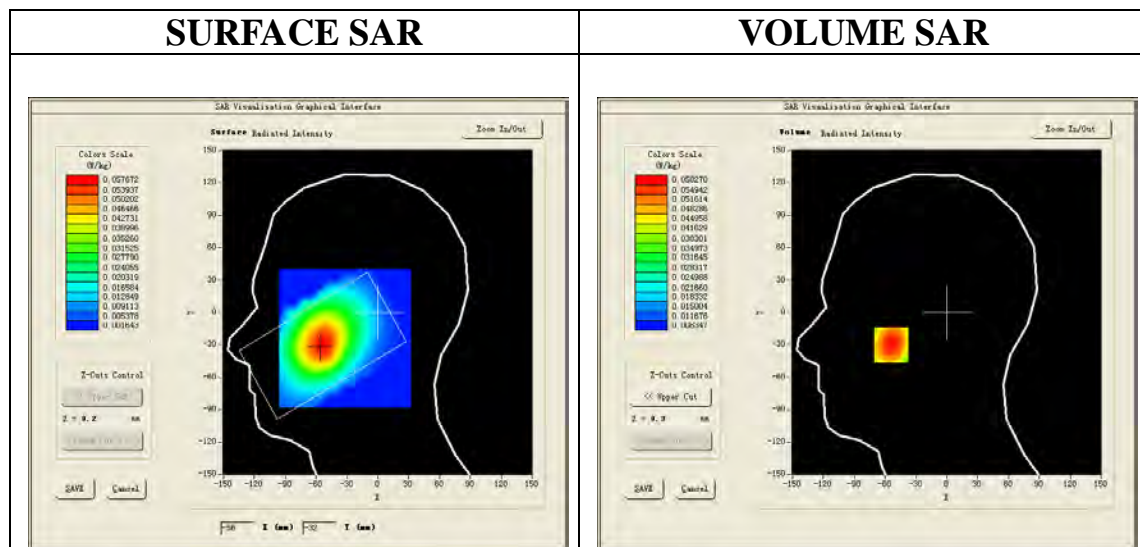 SURFACE SAR
VOLUME SAR
SAR Visualisation Graphical Interface
Surface Radiated Intensity
Zoom In/Out
Colors Scale
(W/kg)
0.057672
0.053937
0.050202
0.046466
0.042731
0.038996
0.035260
0.031525
0.027790
0.024055
0.020319
0.016584
0.012849
0.009113
0.005378
0.001643
150
120
90
60
30
0
-30
-60
-90
-120
-150
-150 -120 -90 -60 -30 0 30 60 90 120 150
X
Z-Cuts Control
mm
SAVE
Cancel
X (mm)
-32 Y (mm)
SAR Visualisation Graphical Interface
Volume Radiated Intensity
Zoom In/Out
Colors Scale
(W/kg)
0.054942
0.051614
0.048286
0.044958
0.041629
0.038301
0.034973
0.031645
0.028317
0.024988
0.021660
0.018332
0.015004
0.011676
150
120
90
60
30
0
-30
-60
-90
-120
-150
-150 -120 -90 -60 -30 0 30 60 90 120 150
X
Z-Cuts Control
<< Upper Cut
mm
SAVE
Cancel